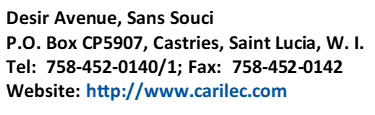 Desir Avenue, Sans Souci
P.O. Box CP5907, Castries, Saint Lucia, W. I.
Tel:  758-452-0140/1; Fax:  758-452-0142
Website: http://www.carilec.com